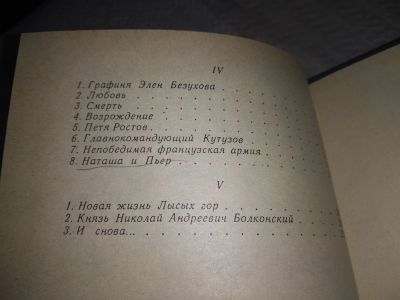 IV
1. Графиня Элен Безухова . . . . . . . .
2. Любовь . . . . . . . . . . . .
3. Смерть . . . . . . . . . . . .
4. Возрождение . . . . . . . . . .
5. Петя Ростов . . . . . . . . . . .
6. Главнокомандующий Кутузов . . . . . .
7. Непобедимая французская армия . . . . .
8. Наташа и Пьер . . . . . . . . . .
V
1. Новая жизнь Лысых гор . . . . . . .
2. Князь Николай Андреевич Болконский . . . .
3. И снова... . . . . . . . . . . .